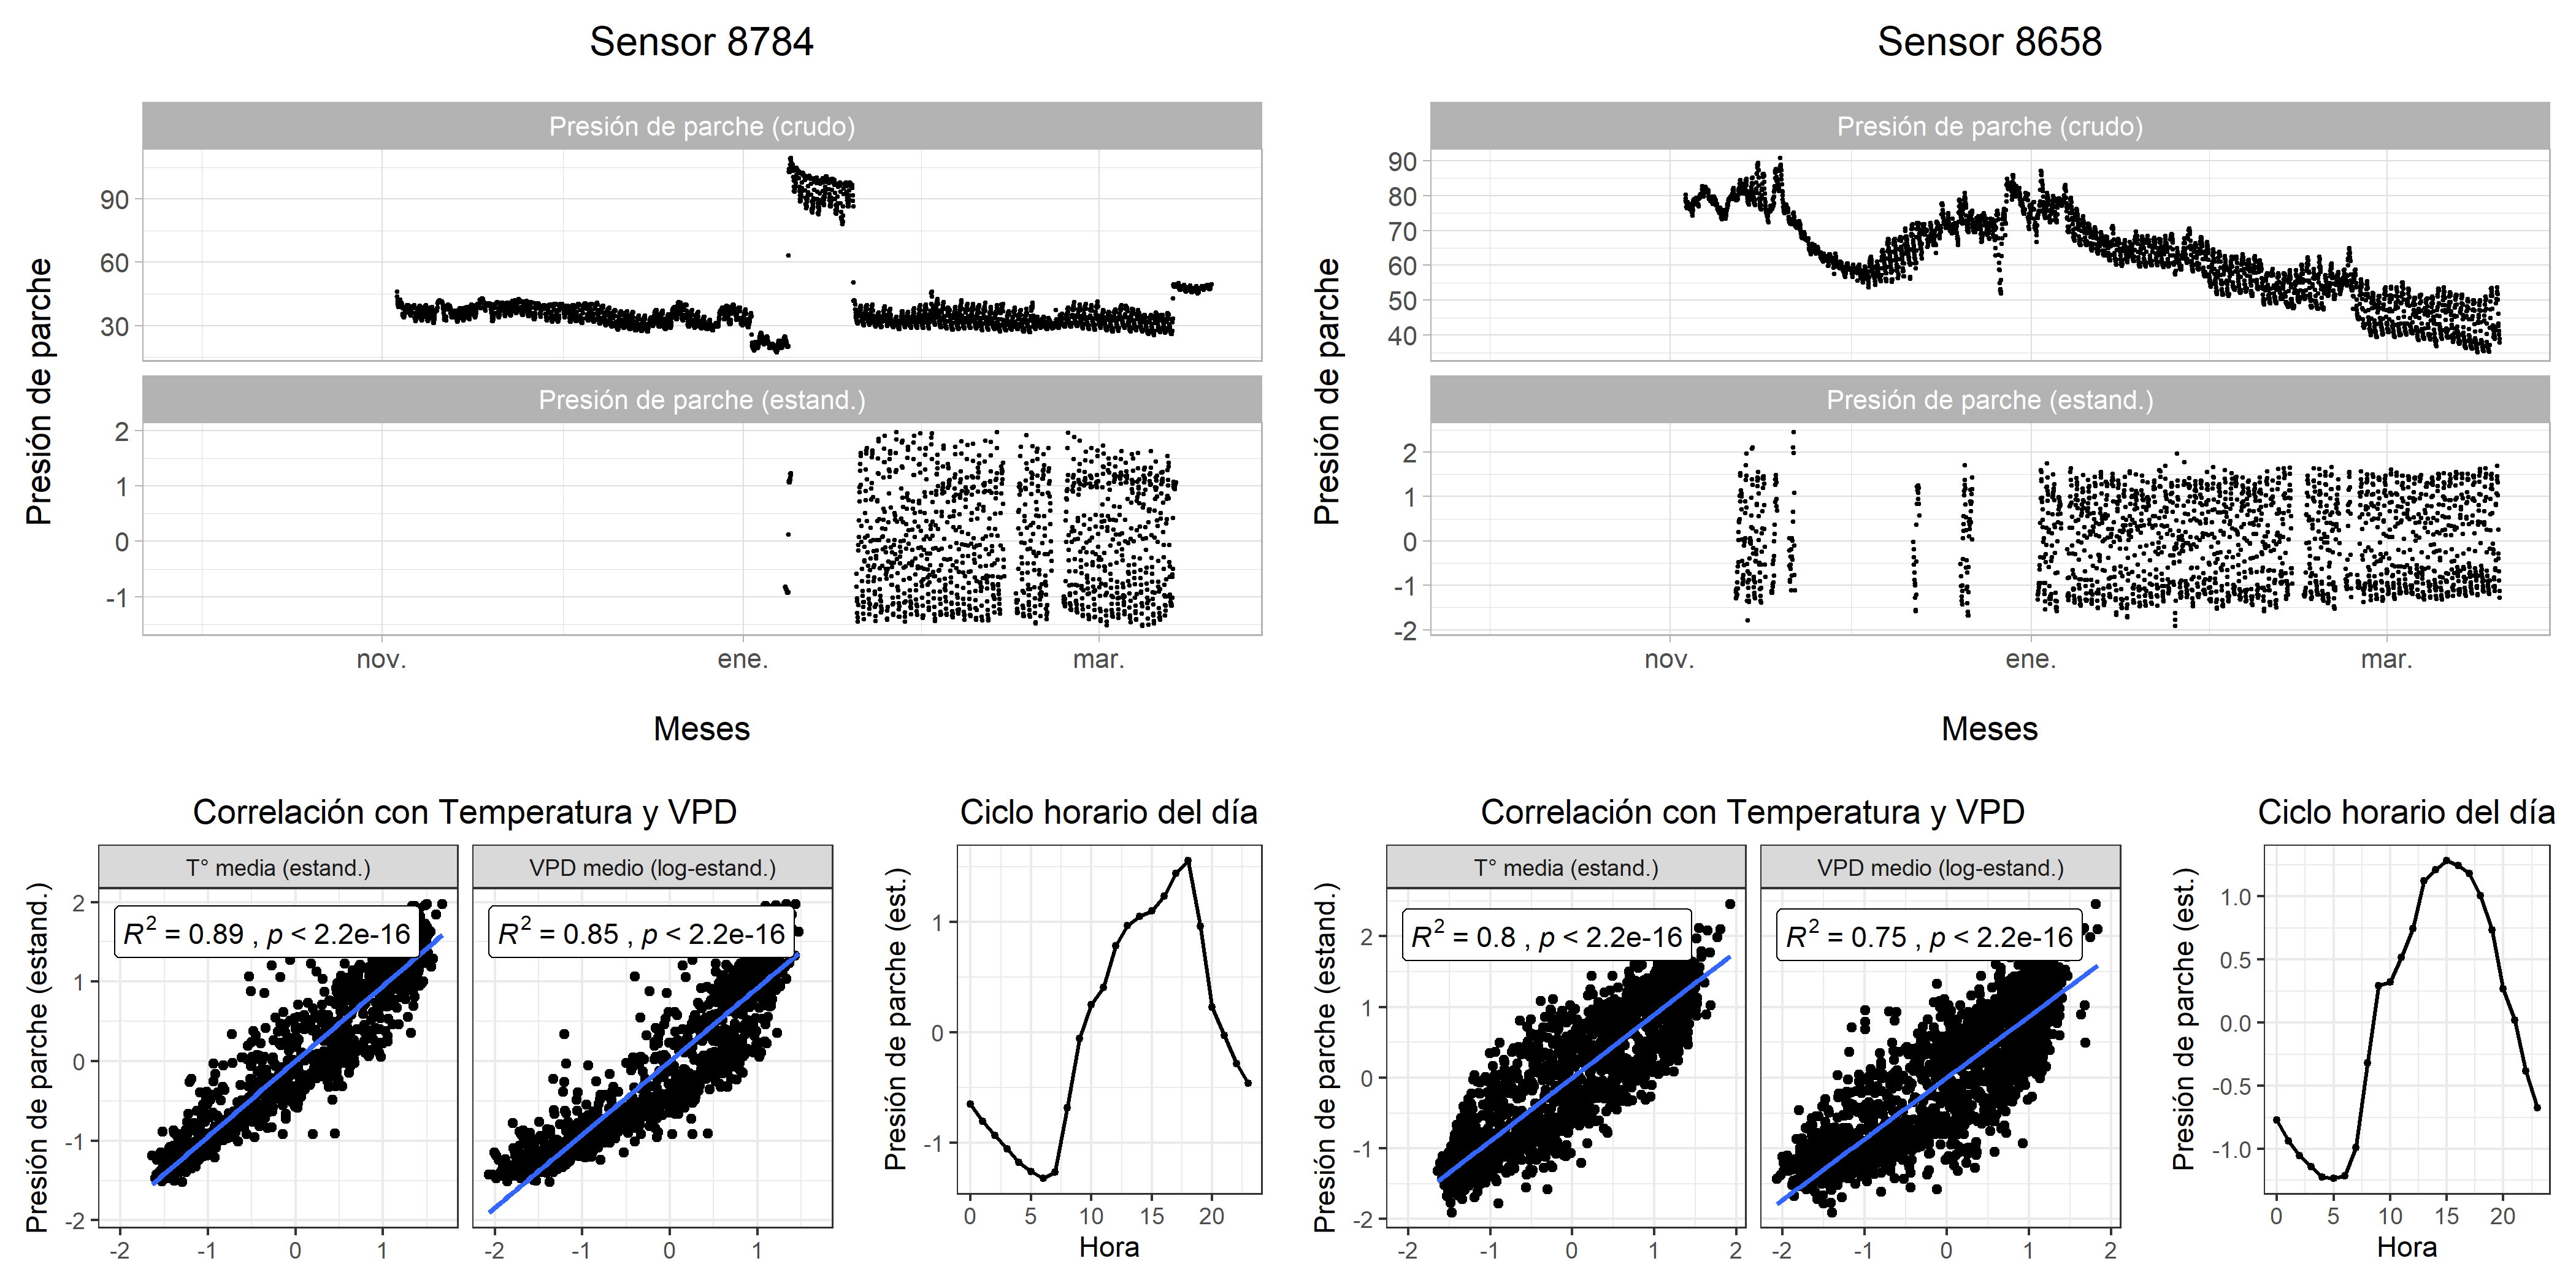 Sensor 8784
Presión de parche (crudo)
90
60
30
Presión de parche
Presión de parche (estand.)
2
1
0
-1
nov.
ene.
mar.
Meses
Correlación con Temperatura y VPD
T° media (estand.)
VPD medio (log-estand.)
Presión de parche (estand.)
2
1
0
-1
-2
R² = 0.89 , p < 2.2e-16
R² = 0.85 , p < 2.2e-16
-2
-1
0
1
-2
-1
0
1
Ciclo horario del día
Presión de parche (est.)
1
0
-1
0
5
10
15
20
Hora
Sensor 8658
Presión de parche (crudo)
90
80
70
60
50
40
Presión de parche
Presión de parche (estand.)
2
1
0
-1
-2
nov.
ene.
mar.
Meses
Correlación con Temperatura y VPD
T° media (estand.)
VPD medio (log-estand.)
Presión de parche (estand.)
2
1
0
-1
-2
R² = 0.8 , p < 2.2e-16
R² = 0.75 , p < 2.2e-16
-2
-1
0
1
2
-2
-1
0
1
2
Ciclo horario del día
Presión de parche (est.)
1.0
0.5
0.0
-0.5
-1.0
0
5
10
15
20
Hora